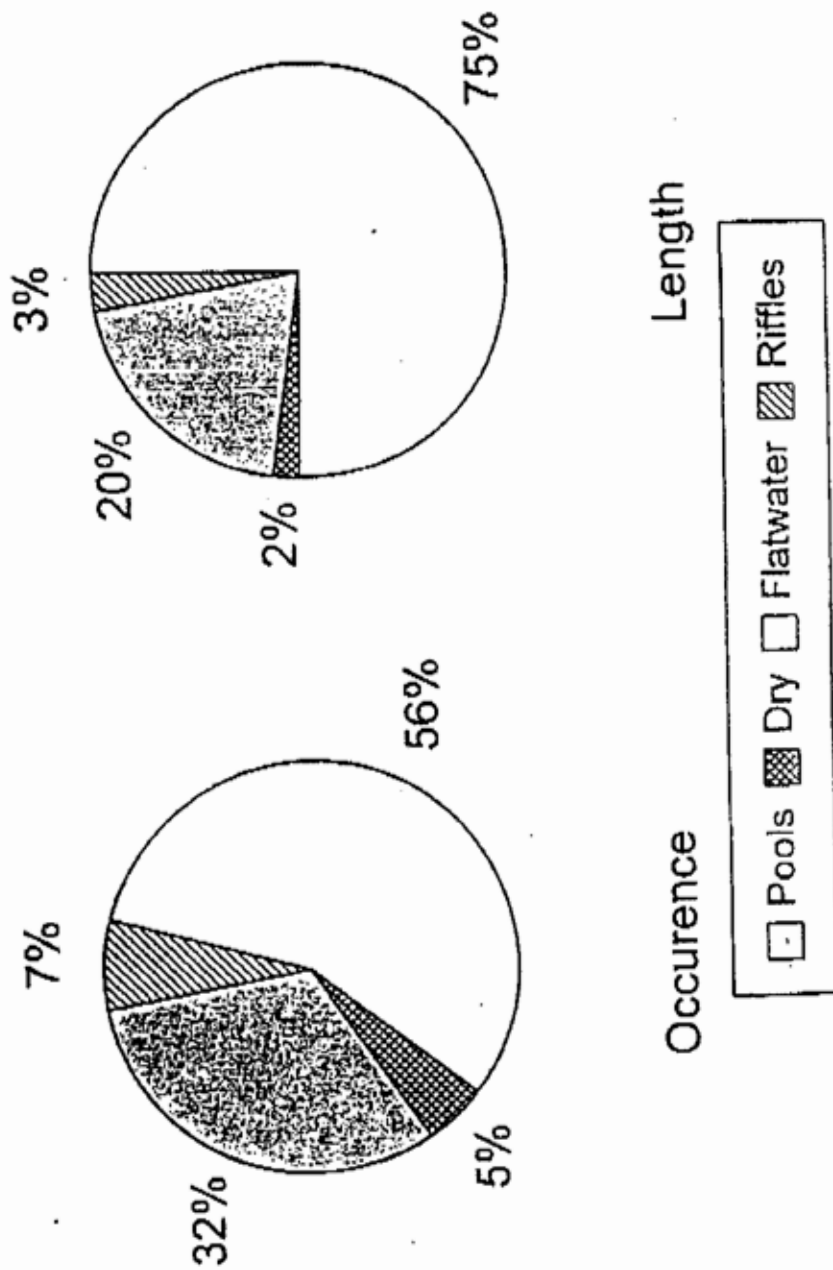 7%
3%
32%
56%
5%
20%
75%
2%
Occurence
Length
Pools Dry Flatwater Riffles